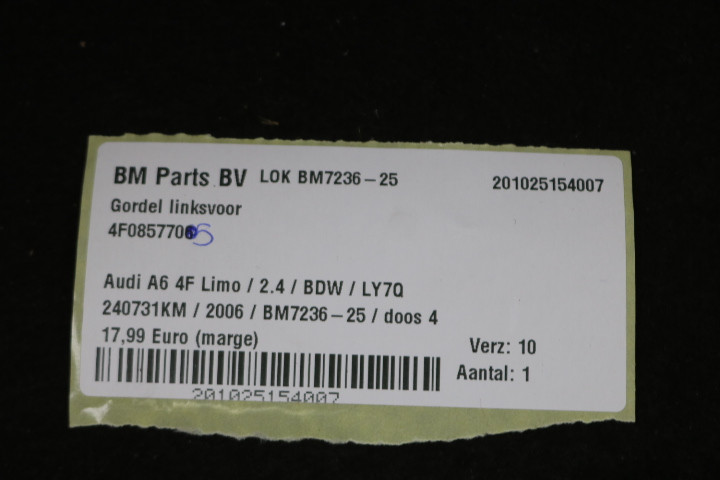 BM Parts BV LOK BM7236-25 201025154007
Gordel linksvoor
4F0857705
Audi A6 4F Limo / 2.4 / BDW / LY7Q
240731KM / 2006 / BM7236-25 / doos 4
17,99 Euro (marge)
Verz: 10
Aantal: 1
201025154007